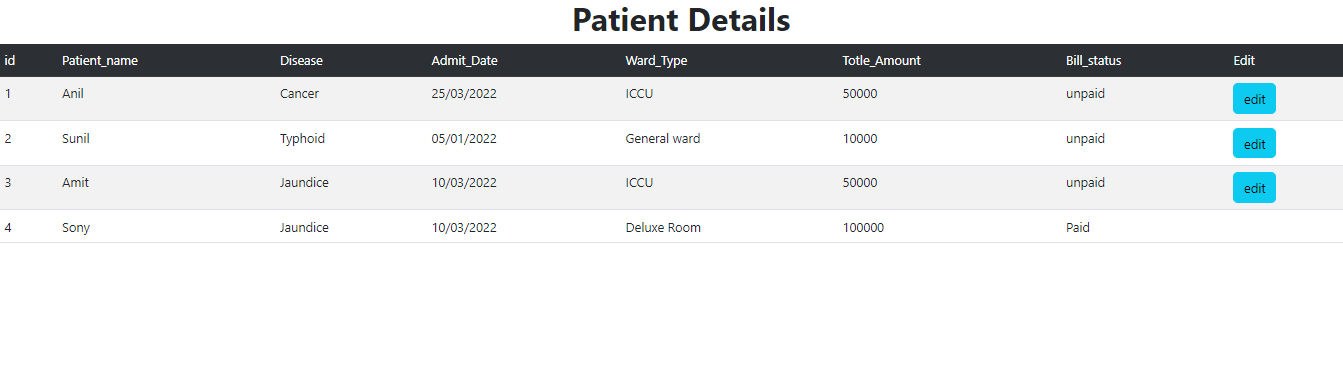 Patient Details
id Patient_name Disease Admit_Date Ward_Type Totle_Amount Bill_status Edit
1 Anil Cancer 25/03/2022 ICCU 50000 unpaid edit
2 Sunil Typhoid 05/01/2022 General ward 10000 unpaid edit
3 Amit Jaundice 10/03/2022 ICCU 50000 unpaid edit
4 Sony Jaundice 10/03/2022 Deluxe Room 100000 Paid